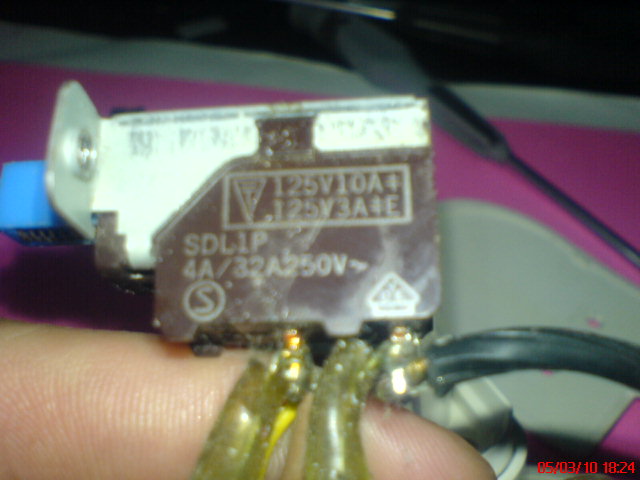 125V10A*
125V3A*E
SDL1P
4A/32A250V~
S
05/03/10 18:24